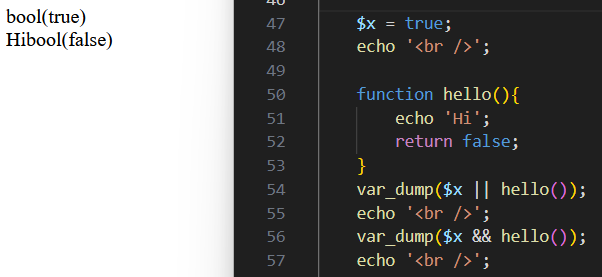 bool(true)
Hibool(false)
47 $x = true;
48 echo '<br />';
49
50 function hello(){
51 echo 'Hi';
52 return false;
53 }
54 var_dump($x || hello());
55 echo '<br />';
56 var_dump($x && hello());
57 echo '<br />';